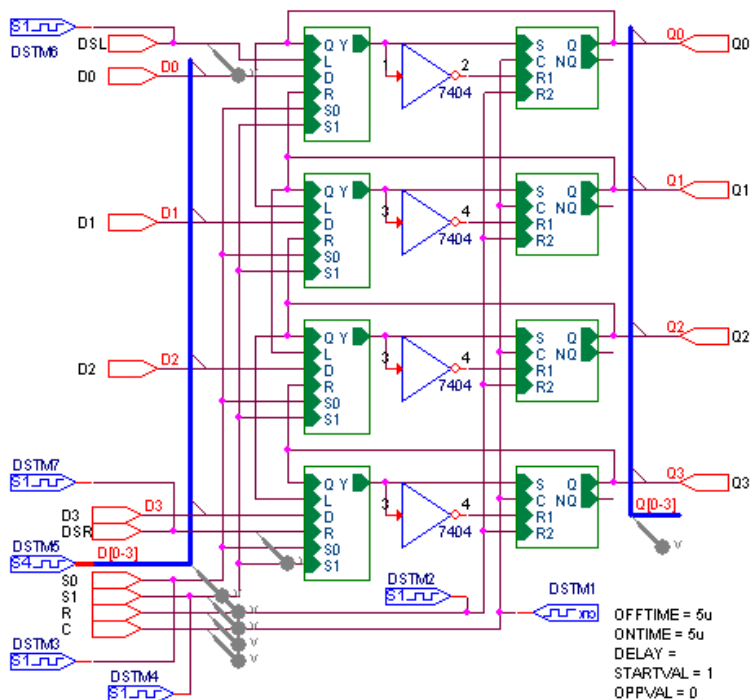 S1
DSTM6
DSL
D0
D0
Q Y
L
D
R
S0
S1
1
2
7404
S Q
C NQ
R1
R2
Q0
Q0
D1
D1
Q Y
L
D
R
S0
S1
3
4
7404
S Q
C NQ
R1
R2
Q1
Q1
D2
D2
Q Y
L
D
R
S0
S1
3
4
7404
S Q
C NQ
R1
R2
Q2
Q2
DSTM7
S1
D3
D3
DSR
Q Y
L
D
R
S0
S1
3
4
7404
S Q
C NQ
R1
R2
Q3
Q3
Q[0-3]
V
DSTM5
S4
D[0-3]
S0
S1
R
C
V
V
V
V
V
V
DSTM3
S1
DSTM4
S1
DSTM2
S1
DSTM1
OFFTIME = 5u
ONTIME = 5u
DELAY =
STARTVAL = 1
OPPVAL = 0